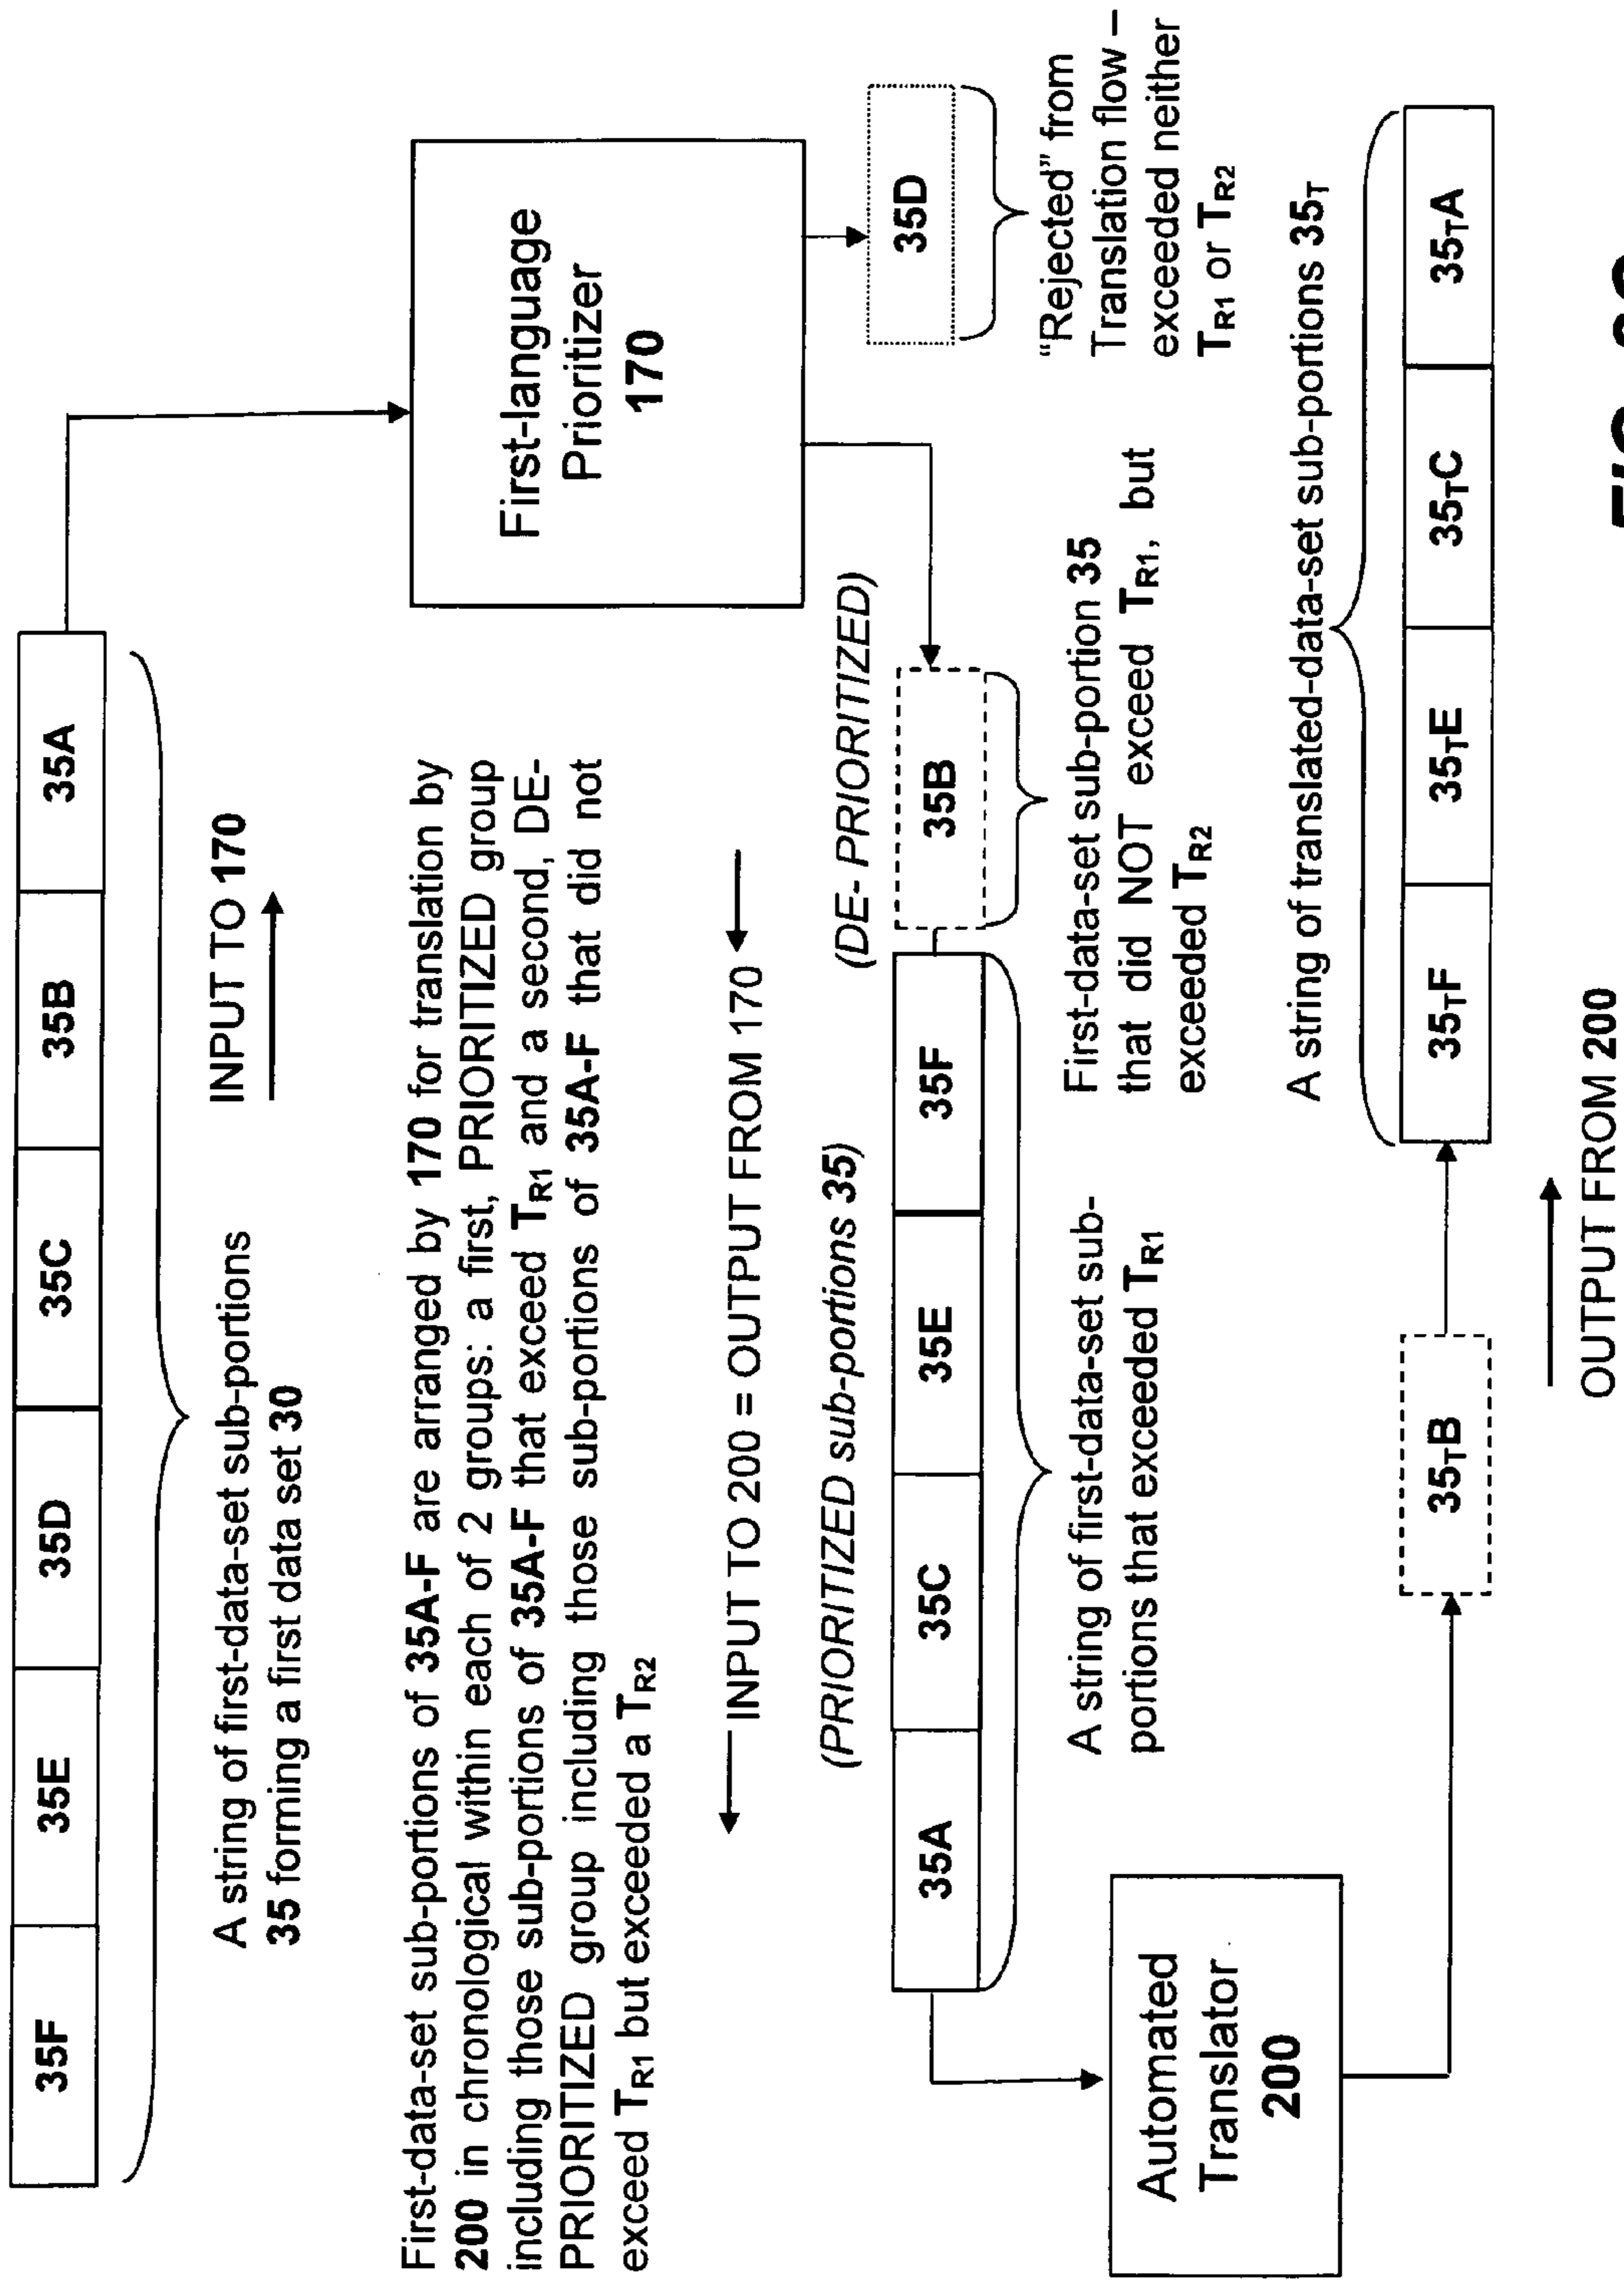 35F 35E 35D 35C 35B 35A
A string of first-data-set sub-portions
35 forming a first data set 30
INPUT TO 170
First-language
Prioritizer
170
First-data-set sub-portions of 35A-F are arranged by 170 for translation by
200 in chronological within each of 2 groups: a first, PRIORITIZED group
including those sub-portions of 35A-F that exceed TR1 and a second, DE-
PRIORITIZED group including those sub-portions of 35A-F that did not
exceed TR1 but exceeded a TR2
INPUT TO 200 = OUTPUT FROM 170
(PRIORITIZED sub-portions 35)
(DE- PRIORITIZED)
35A 35C 35E 35F
35B
35D
A string of first-data-set sub-
portions that exceeded TR1
First-data-set sub-portion 35
that did NOT exceed TR1, but
exceeded TR2
"Rejected" from
Translation flow –
exceeded neither
TR1 or TR2
Automated
Translator
200
A string of translated-data-set sub-portions 35T
35TB
35TF 35TE 35TC 35TA
OUTPUT FROM 200